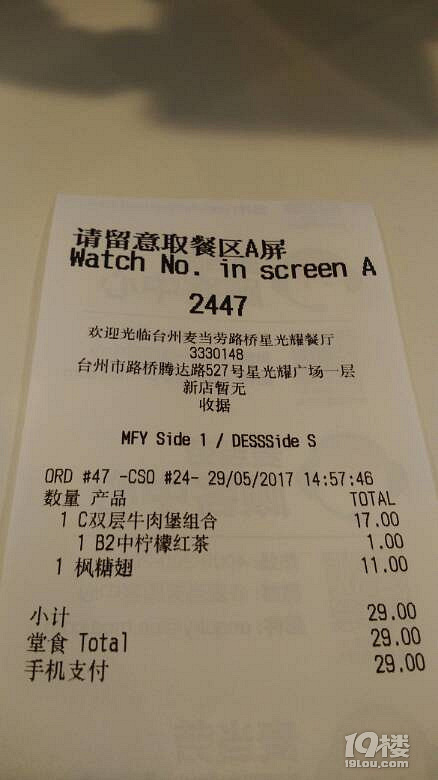 请留意取餐区A屏
Watch No. in screen A
2447
欢迎光临台州麦当劳路桥星光耀餐厅
3330148
台州市路桥腾达路527号星光耀广场一层
新店暂无
收据
MFY Side 1 / DESSSide S
ORD #47 -CSO #24- 29/05/2017 14:57:46
数量 产品 TOTAL
1 C双层牛肉堡组合 17.00
1 B2中柠檬红茶 1.00
1 枫糖翅 11.00
小计 29.00
堂食 Total 29.00
手机支付 29.00
19楼
19lou.com